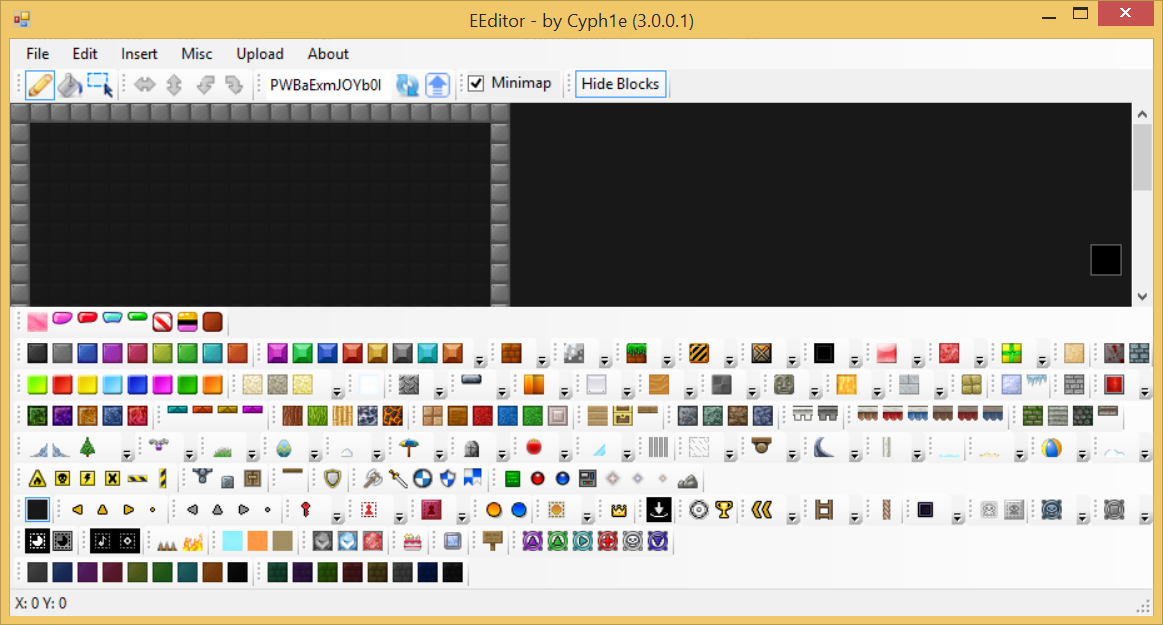 EEditor - by Cyph1e (3.0.0.1)
File Edit Insert Misc Upload About
PWBaExmJOYb0I Minimap Hide Blocks
X: 0 Y: 0